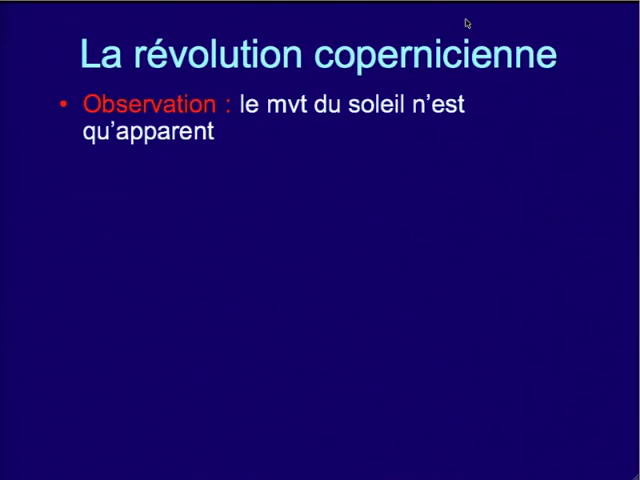 La révolution copernicienne
• Observation : le mvt du soleil n’est
qu’apparent